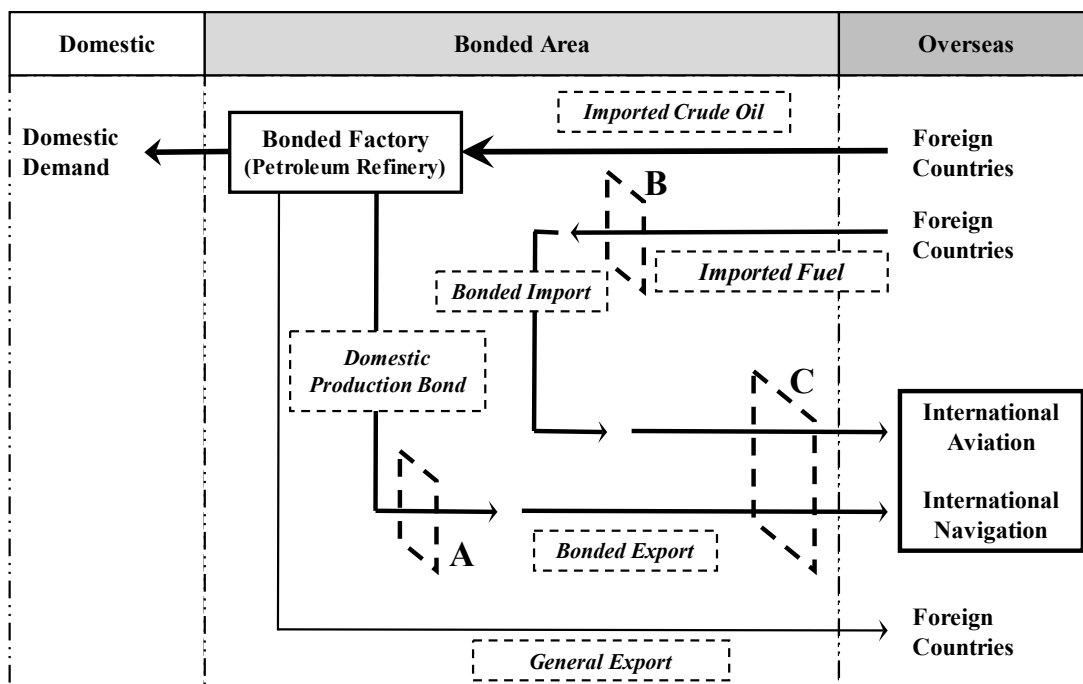 Domestic
Bonded Area
Overseas
Imported Crude Oil
Domestic
Demand
Bonded Factory
(Petroleum Refinery)
Foreign
Countries
B
Foreign
Countries
Imported Fuel
Bonded Import
Domestic
Production Bond
C
International
Aviation
International
Navigation
A
Bonded Export
Foreign
Countries
General Export